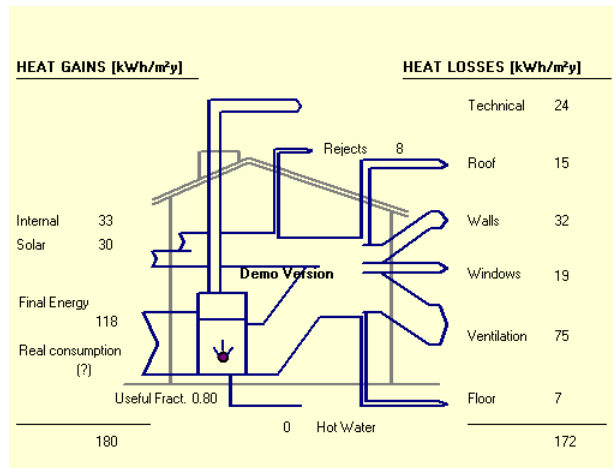 HEAT GAINS [kWh/m²y]
HEAT LOSSES [kWh/m²y]
Technical 24
Rejects 8
Roof 15
Internal 33
Walls 32
Solar 30
Demo Version
Windows 19
Final Energy
118
Ventilation 75
Real consumption
(?)
Useful Fract. 0.80
Floor 7
0 Hot Water
180
172